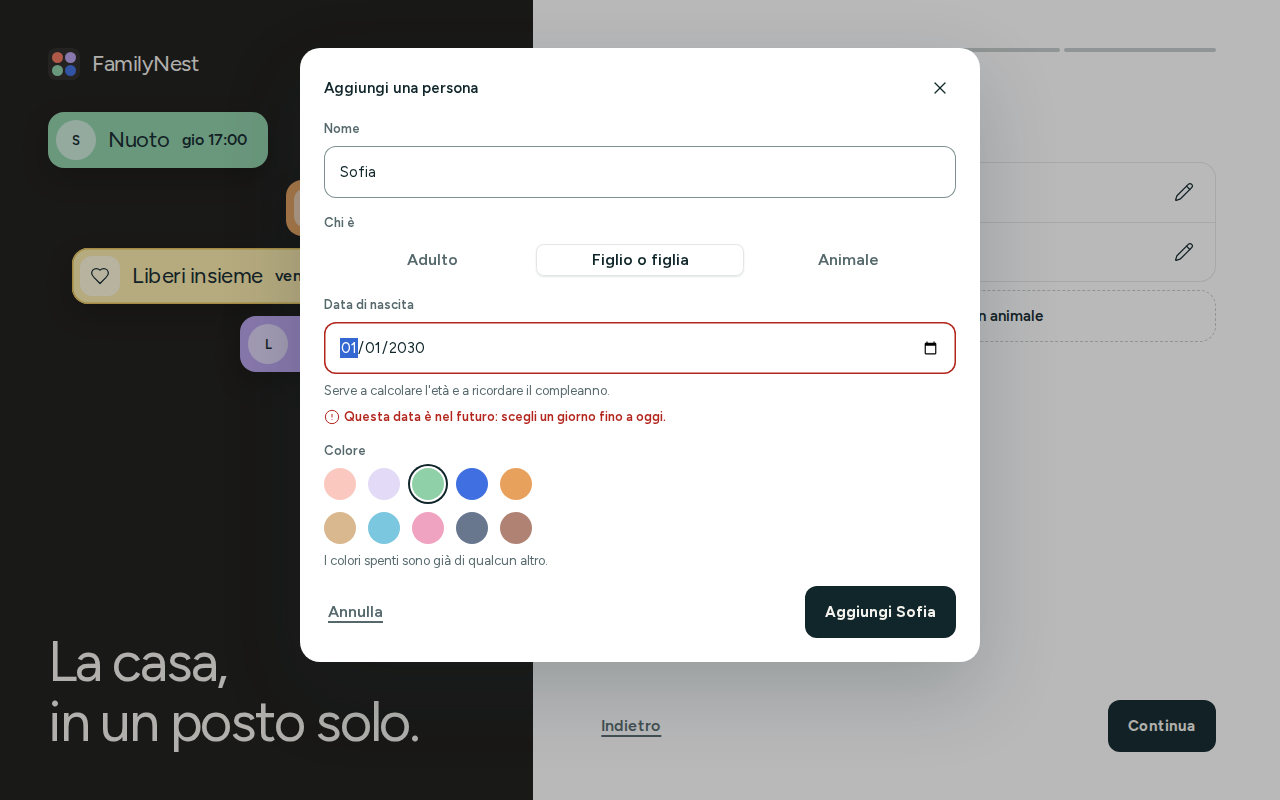 FamilyNest
S
Nuoto gio 17:00
Liberi insieme ven
L
La casa,
in un posto solo.
Aggiungi una persona
Nome
Sofia
Chi è
Adulto
Figlio o figlia
Animale
Data di nascita
01/01/2030
Serve a calcolare l'età e a ricordare il compleanno.
Questa data è nel futuro: scegli un giorno fino a oggi.
Colore
I colori spenti sono già di qualcun altro.
Annulla
Aggiungi Sofia
n animale
Indietro
Continua